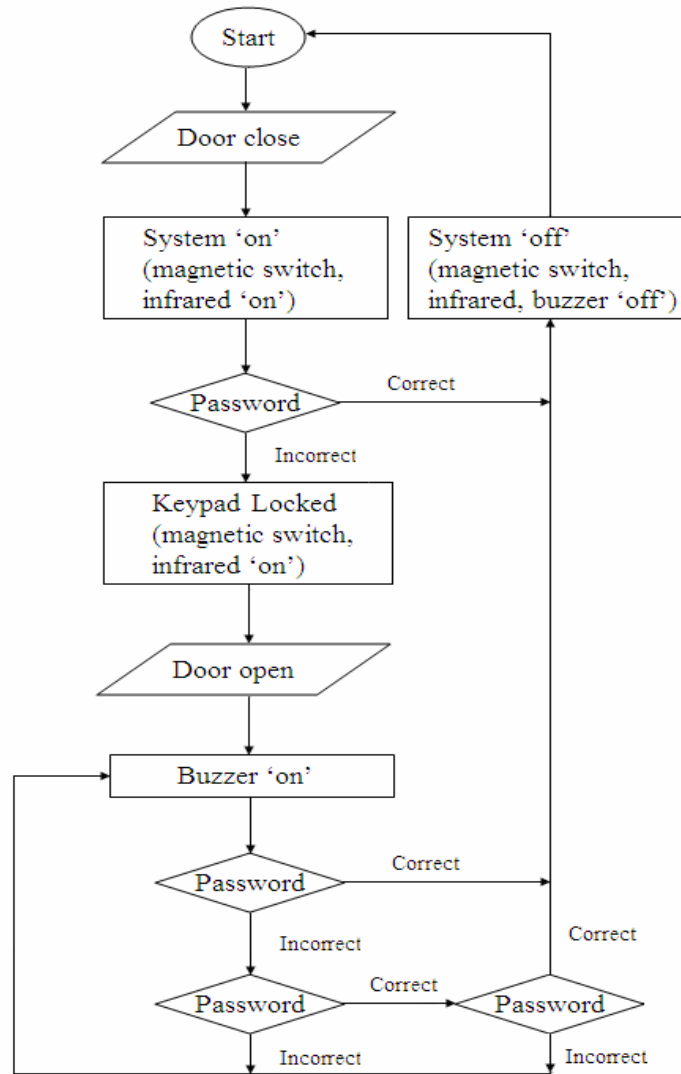 Start
Door close
System ‘on’
(magnetic switch,
infrared ‘on’)
System ‘off’
(magnetic switch,
infrared, buzzer ‘off’)
Password
Correct
Incorrect
Keypad Locked
(magnetic switch,
infrared ‘on’)
Door open
Buzzer ‘on’
Password
Correct
Incorrect
Correct
Password
Correct
Password
Incorrect
Incorrect